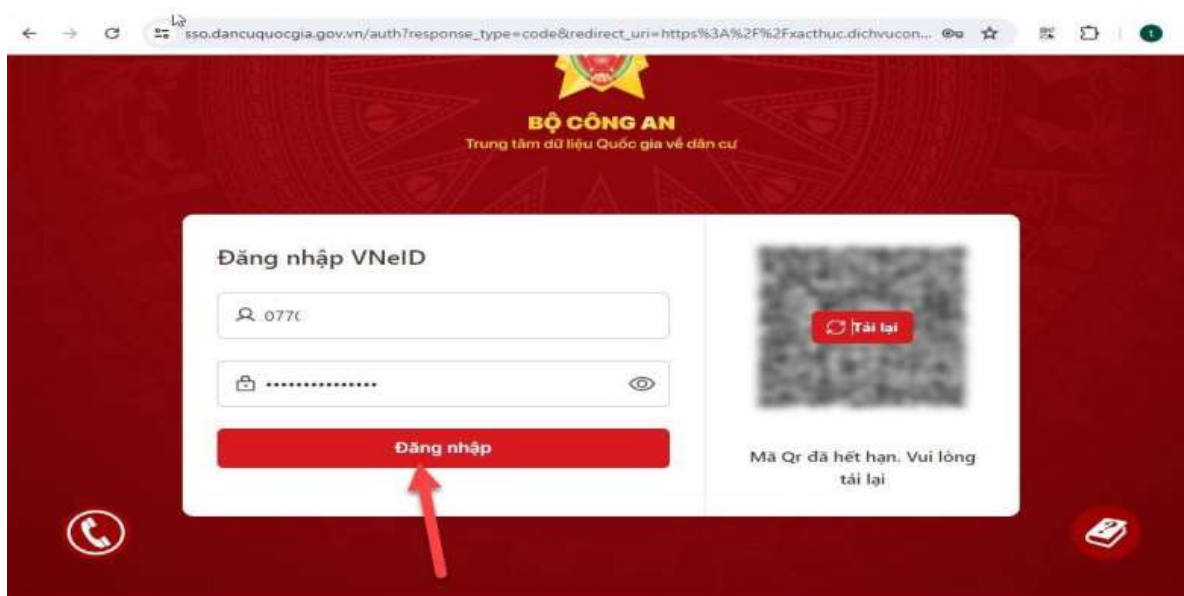 sso.dancuquocgia.gov.vn/auth?response_type=code&redirect_uri=https%3A%2F%2Fxacthuc.dichvucon...
BỘ CÔNG AN
Trung tâm dữ liệu Quốc gia về dân cư
Đăng nhập VNeID
077(
Đăng nhập
Tải lại
Mã Qr đã hết hạn. Vui lòng
tải lại